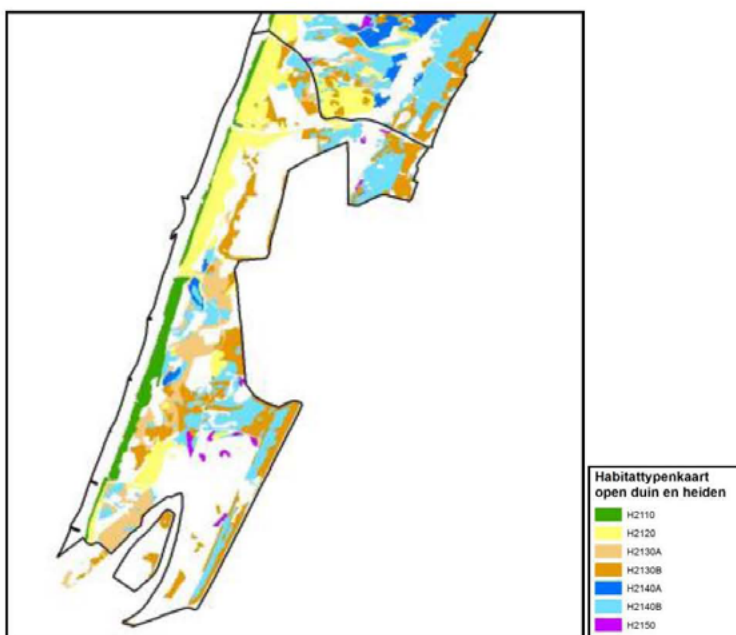 Habitattypenkaart
open duin en heiden
H2110
H2120
H2130A
H2130B
H2140A
H2140B
H2150